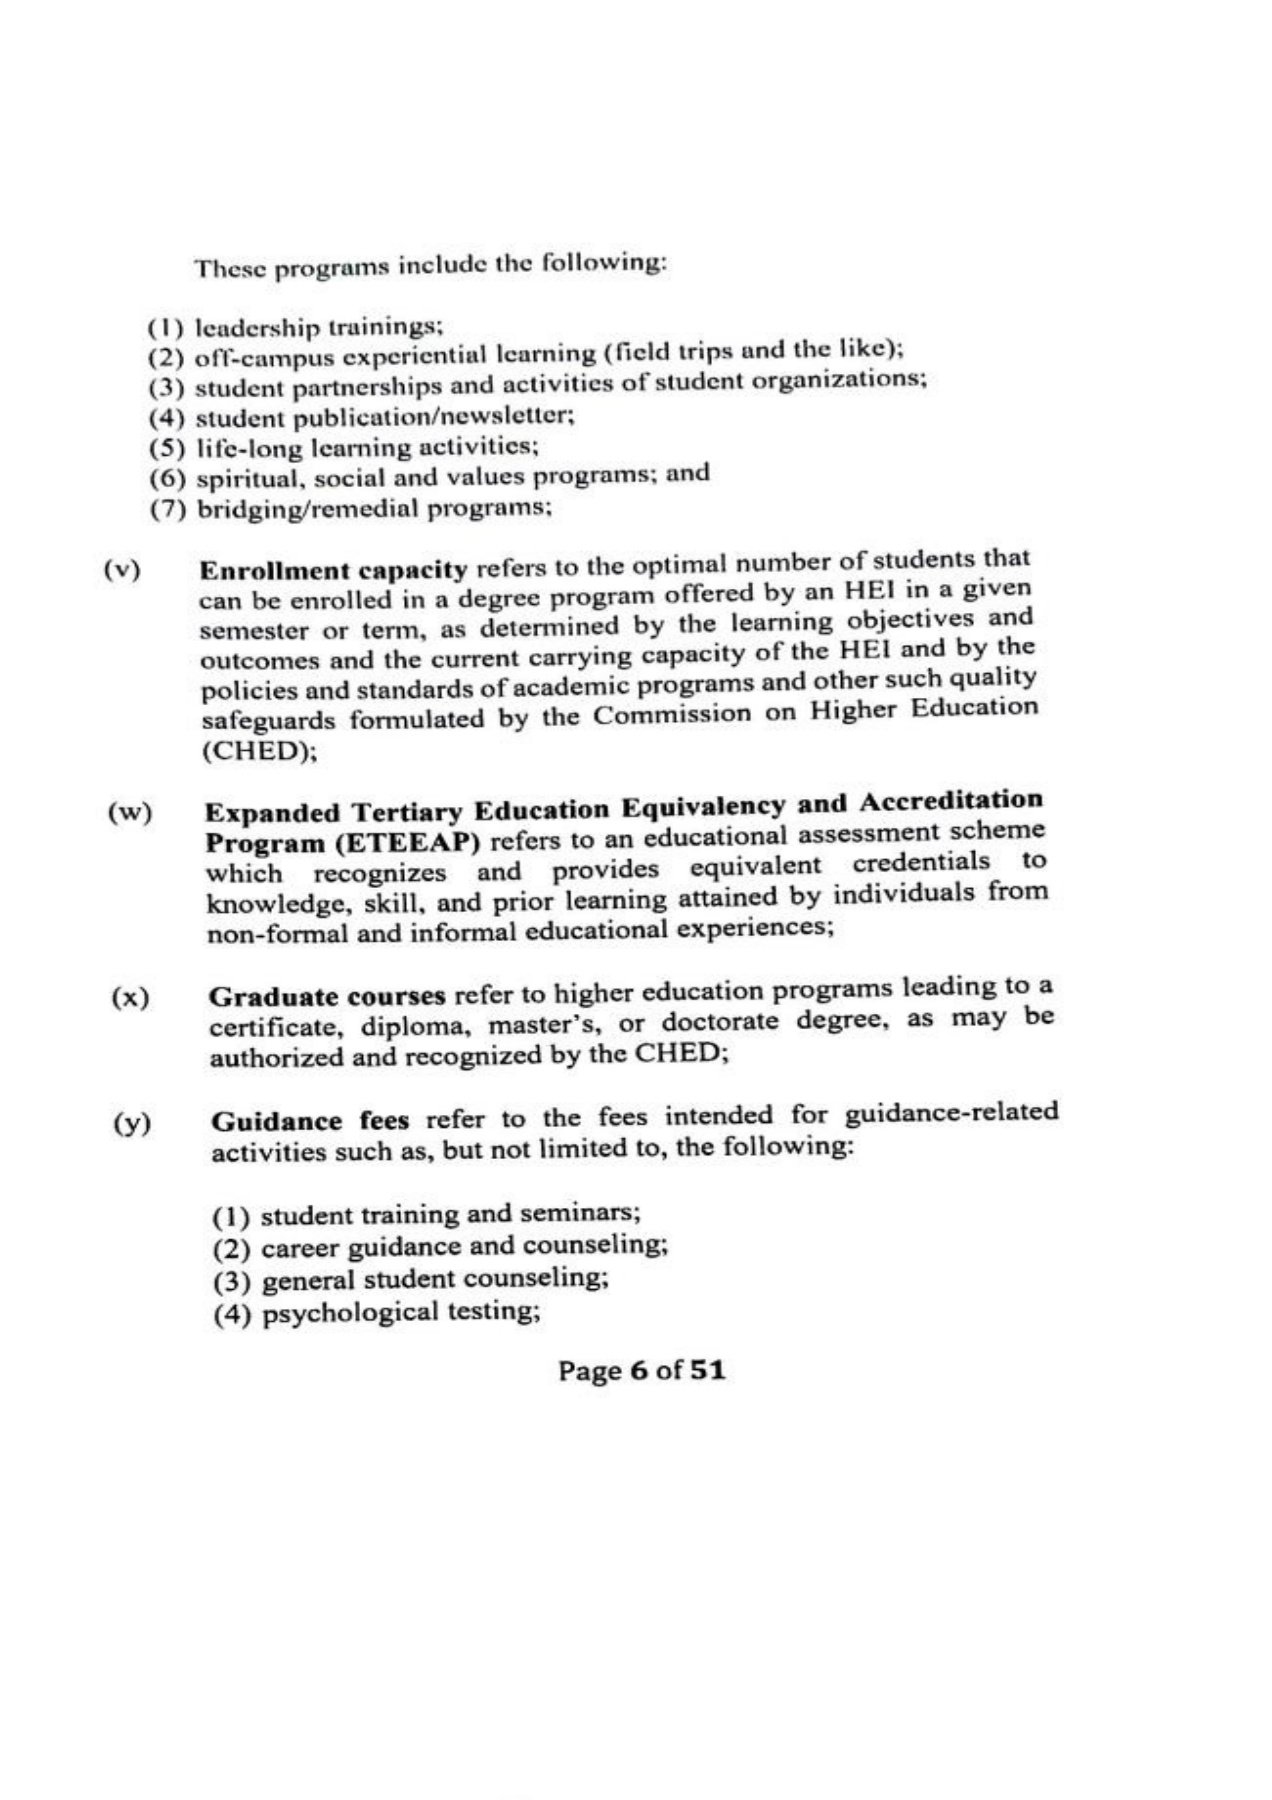 These programs include the following:
(1) leadership trainings;
(2) off-campus experiential learning (field trips and the like);
(3) student partnerships and activities of student organizations;
(4) student publication/newsletter;
(5) life-long learning activities;
(6) spiritual, social and values programs; and
(7) bridging/remedial programs;
(v) Enrollment capacity refers to the optimal number of students that
can be enrolled in a degree program offered by an HEI in a given
semester or term, as determined by the learning objectives and
outcomes and the current carrying capacity of the HEI and by the
policies and standards of academic programs and other such quality
safeguards formulated by the Commission on Higher Education
(CHED);
(w) Expanded Tertiary Education Equivalency and Accreditation
Program (ETEEAP) refers to an educational assessment scheme
which recognizes and provides equivalent credentials to
knowledge, skill, and prior learning attained by individuals from
non-formal and informal educational experiences;
(x) Graduate courses refer to higher education programs leading to a
certificate, diploma, master's, or doctorate degree, as may be
authorized and recognized by the CHED;
(y) Guidance fees refer to the fees intended for guidance-related
activities such as, but not limited to, the following:
(1) student training and seminars;
(2) career guidance and counseling;
(3) general student counseling;
(4) psychological testing;
Page 6 of 51